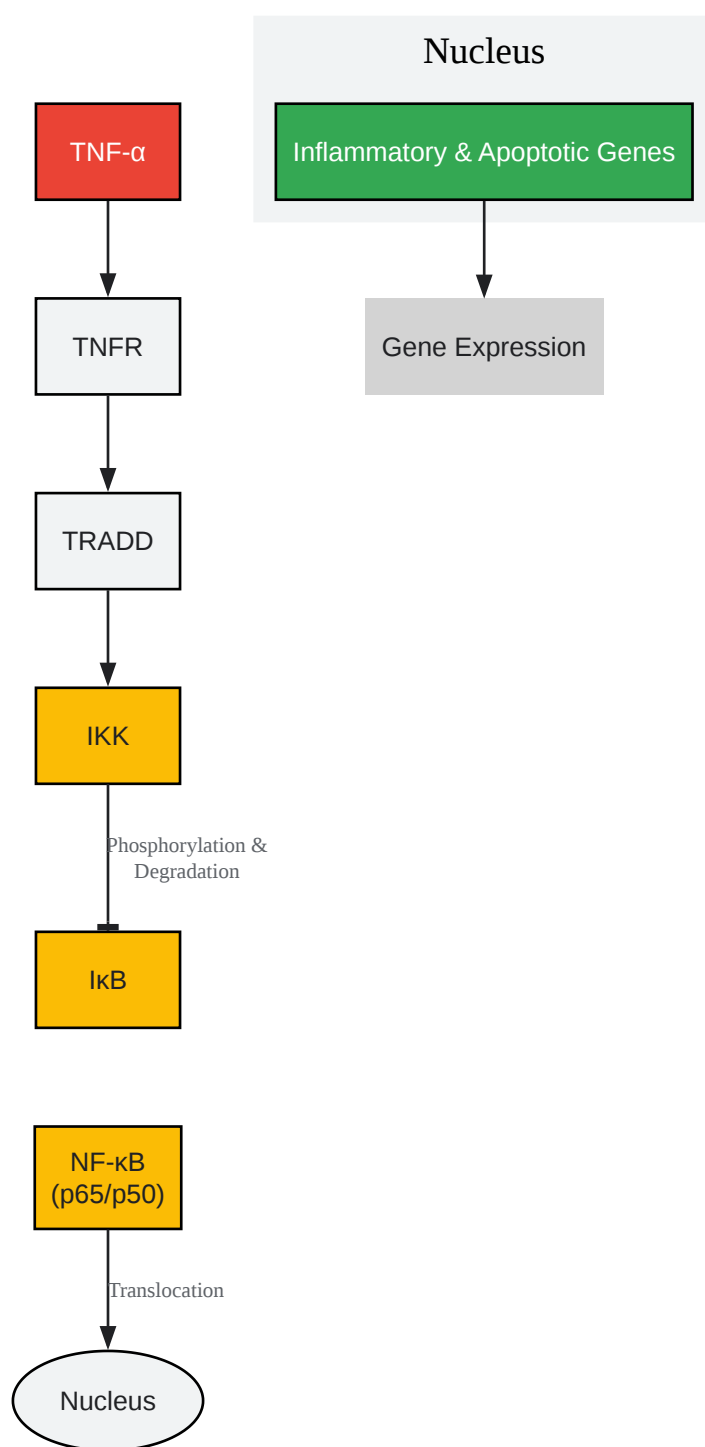 Nucleus
TNF-α
Inflammatory & Apoptotic Genes
TNFR
Gene Expression
TRADD
IKK
Phosphorylation &
Degradation
IκB
NF-κB
(p65/p50)
Translocation
Nucleus